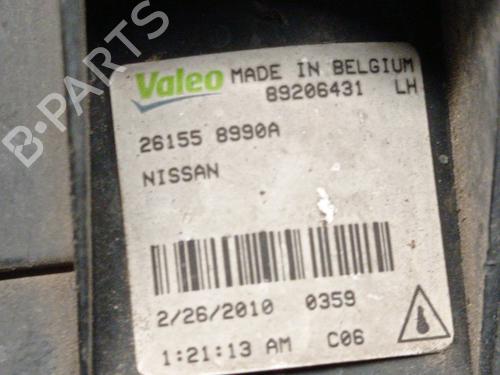 Valeo MADE IN BELGIUM
89206431 LH
26155 8990A
NISSAN
2/26/2010 0359
1:21:13 AM C06
B-PARTS